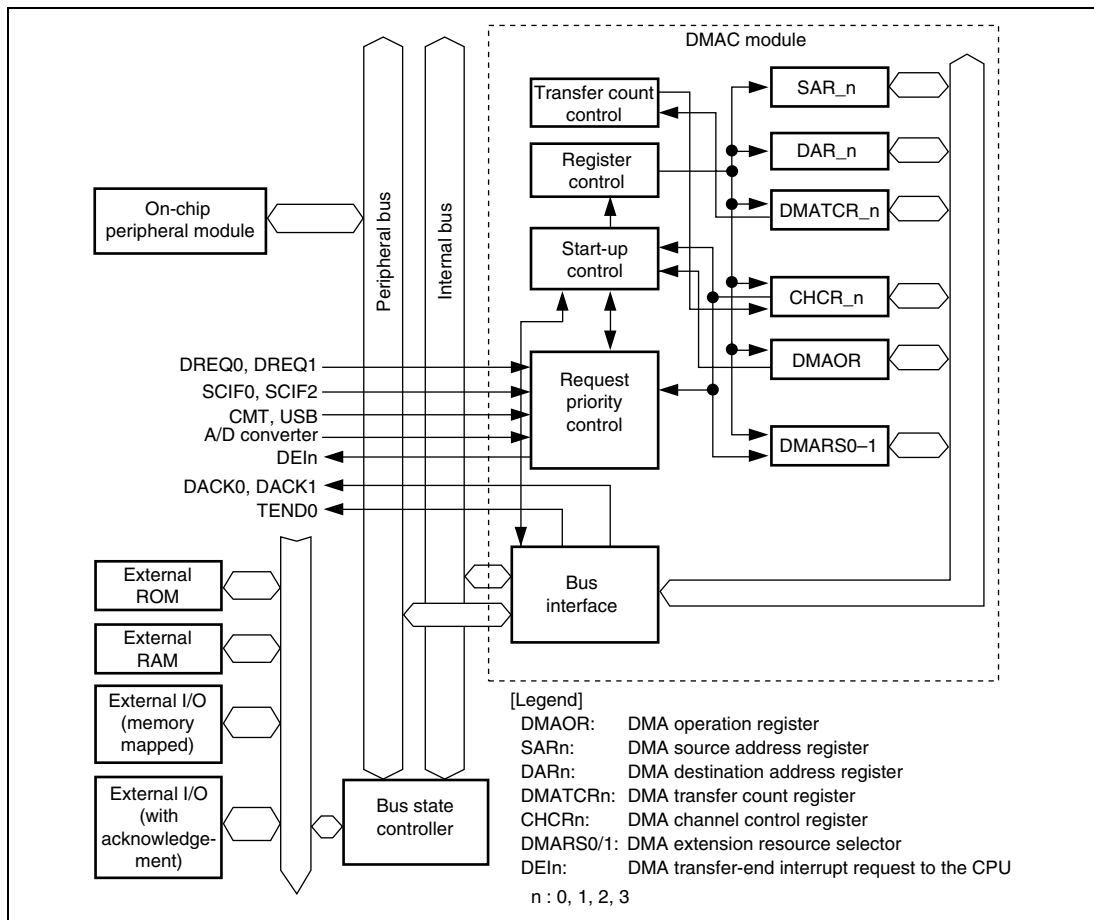 DMAC module
Transfer count
control
SAR_n
Register
control
DAR_n
On-chip
peripheral module
DMATCR_n
Peripheral bus
Internal bus
Start-up
control
CHCR_n
DREQ0, DREQ1
SCIF0, SCIF2
CMT, USB
A/D converter
DEIn
Request
priority
control
DMAOR
DMARS0–1
DACK0, DACK1
TEND0
External
ROM
Bus
interface
External
RAM
External I/O
(memory
mapped)
External I/O
(with
acknowledge-
ment)
Bus state
controller
[Legend]
DMAOR: DMA operation register
SARn: DMA source address register
DARn: DMA destination address register
DMATCRn: DMA transfer count register
CHCRn: DMA channel control register
DMARS0/1: DMA extension resource selector
DEIn: DMA transfer-end interrupt request to the CPU
n : 0, 1, 2, 3